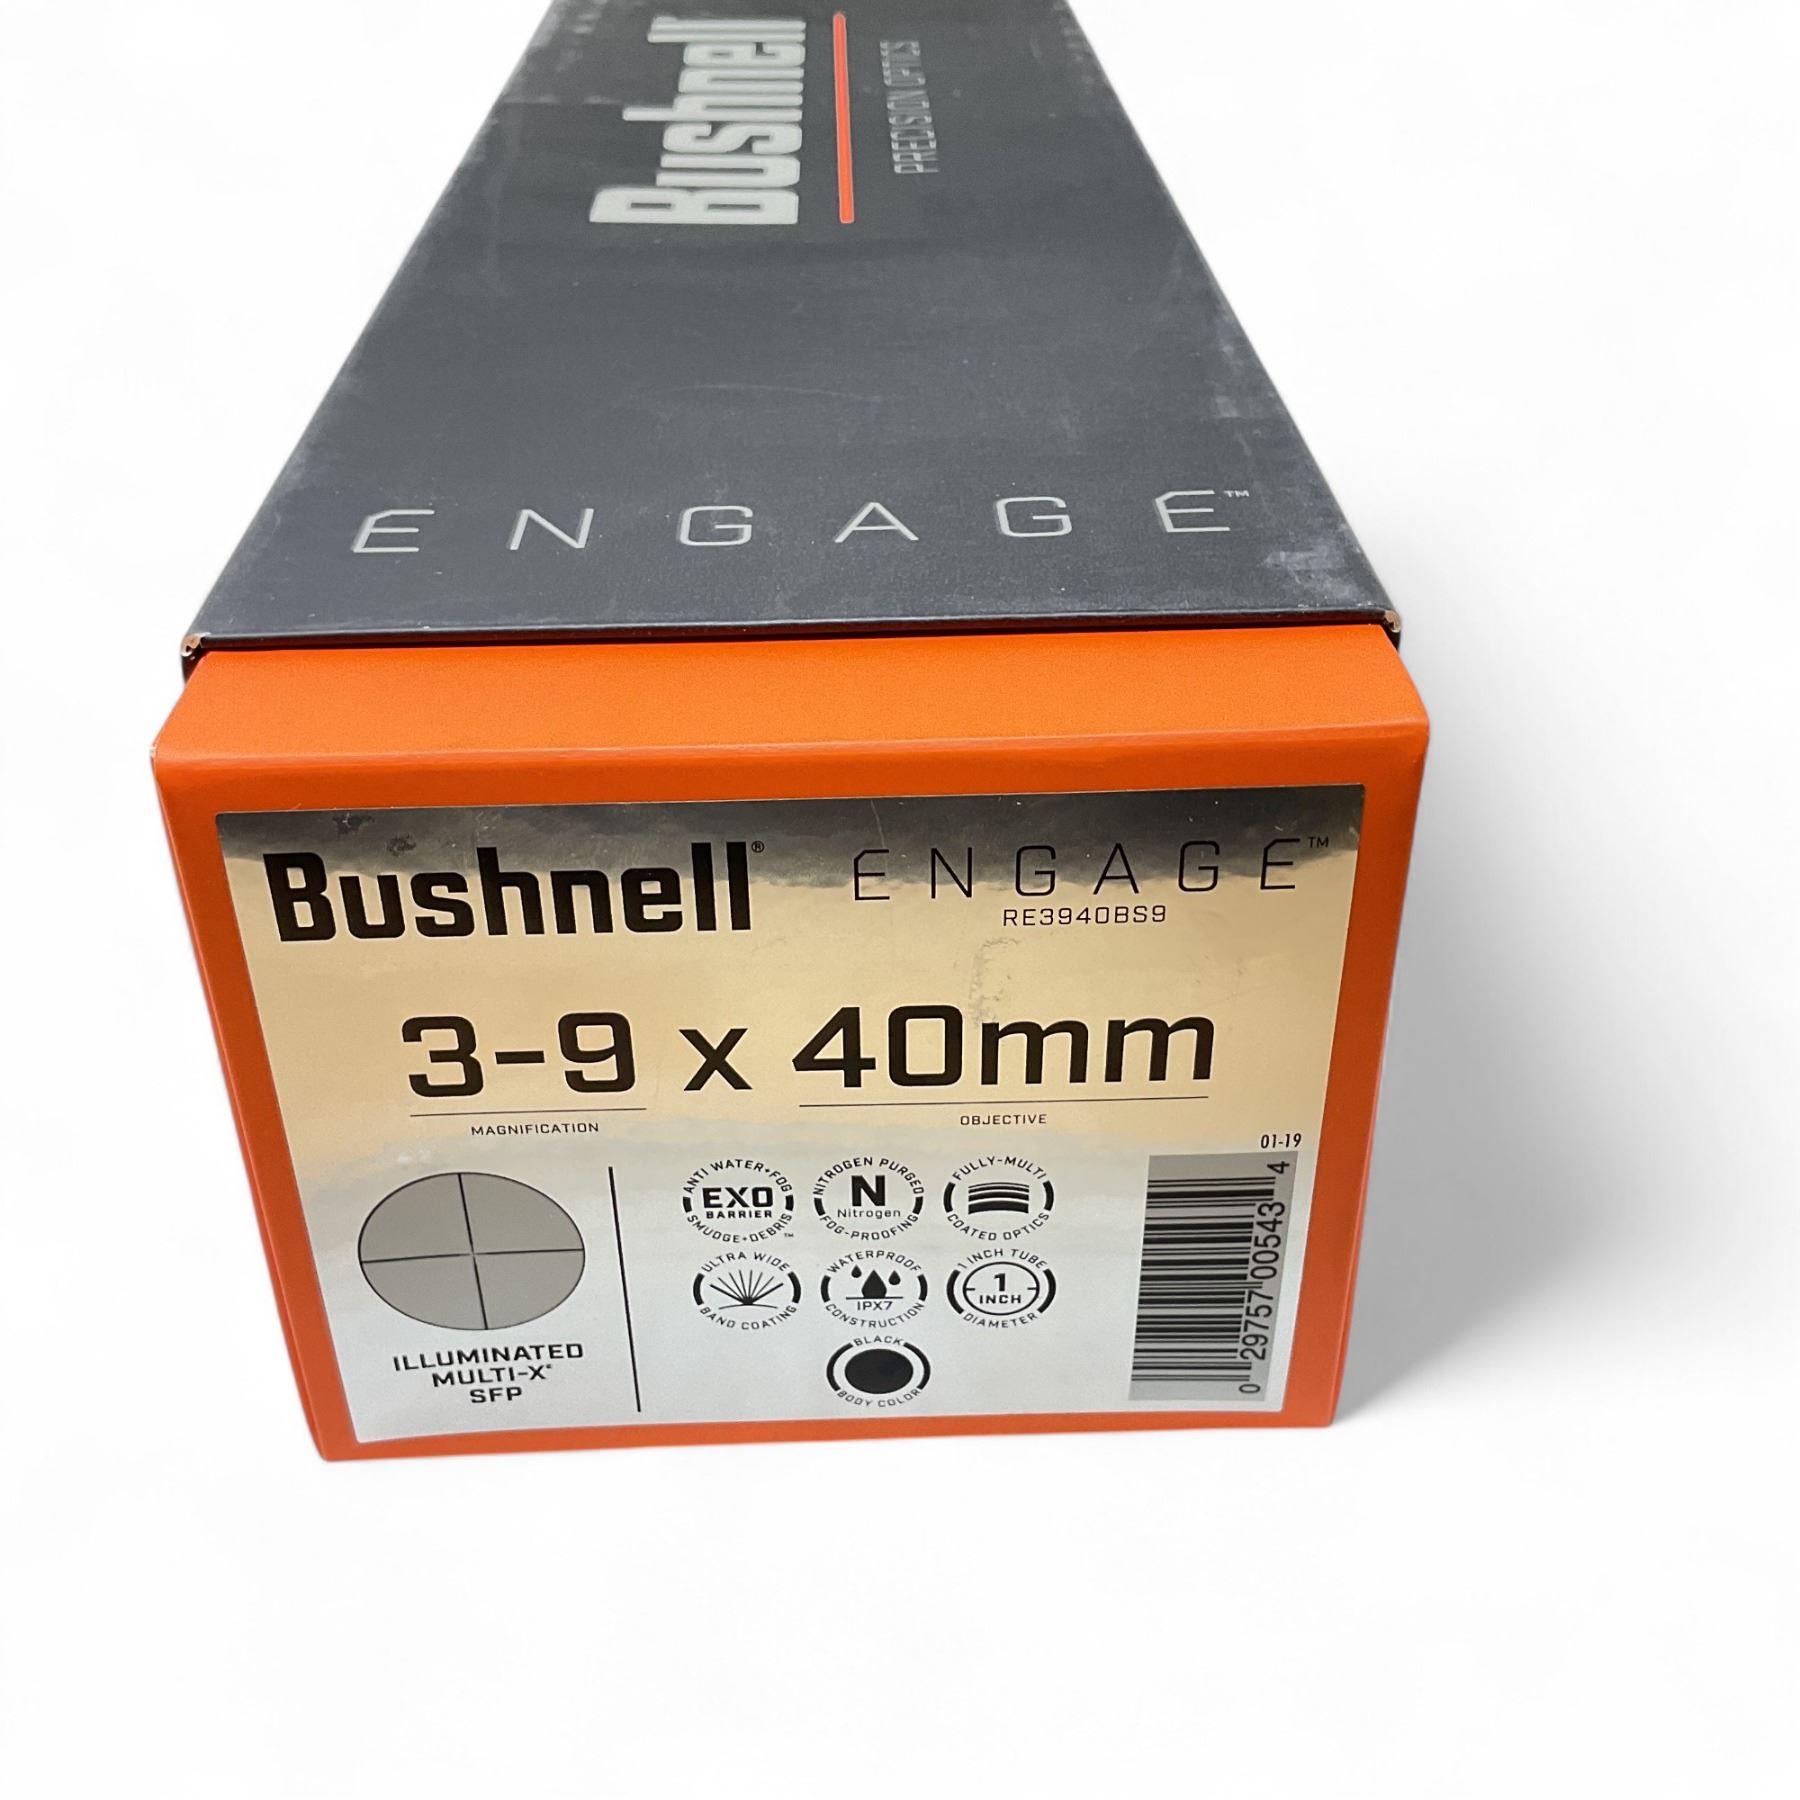 Bushnell
PRECISION OPTICS
ENGAGE™
Bushnell® ENGAGE™
RE3940BS9
3-9 x 40mm
MAGNIFICATION OBJECTIVE
01-19
ANTI WATER+FOG
EXO
BARRIER
SMUDGE+DEBRIS™
NITROGEN PURGED
N
Nitrogen
FOG-PROOFING
FULLY-MULTI
COATED OPTICS
ULTRA WIDE
BAND COATING
WATERPROOF
IPX7
CONSTRUCTION
1 INCH TUBE
1
INCH
DIAMETER
BLACK
BODY COLOR
ILLUMINATED
MULTI-X®
SFP
0 29757 00543 4